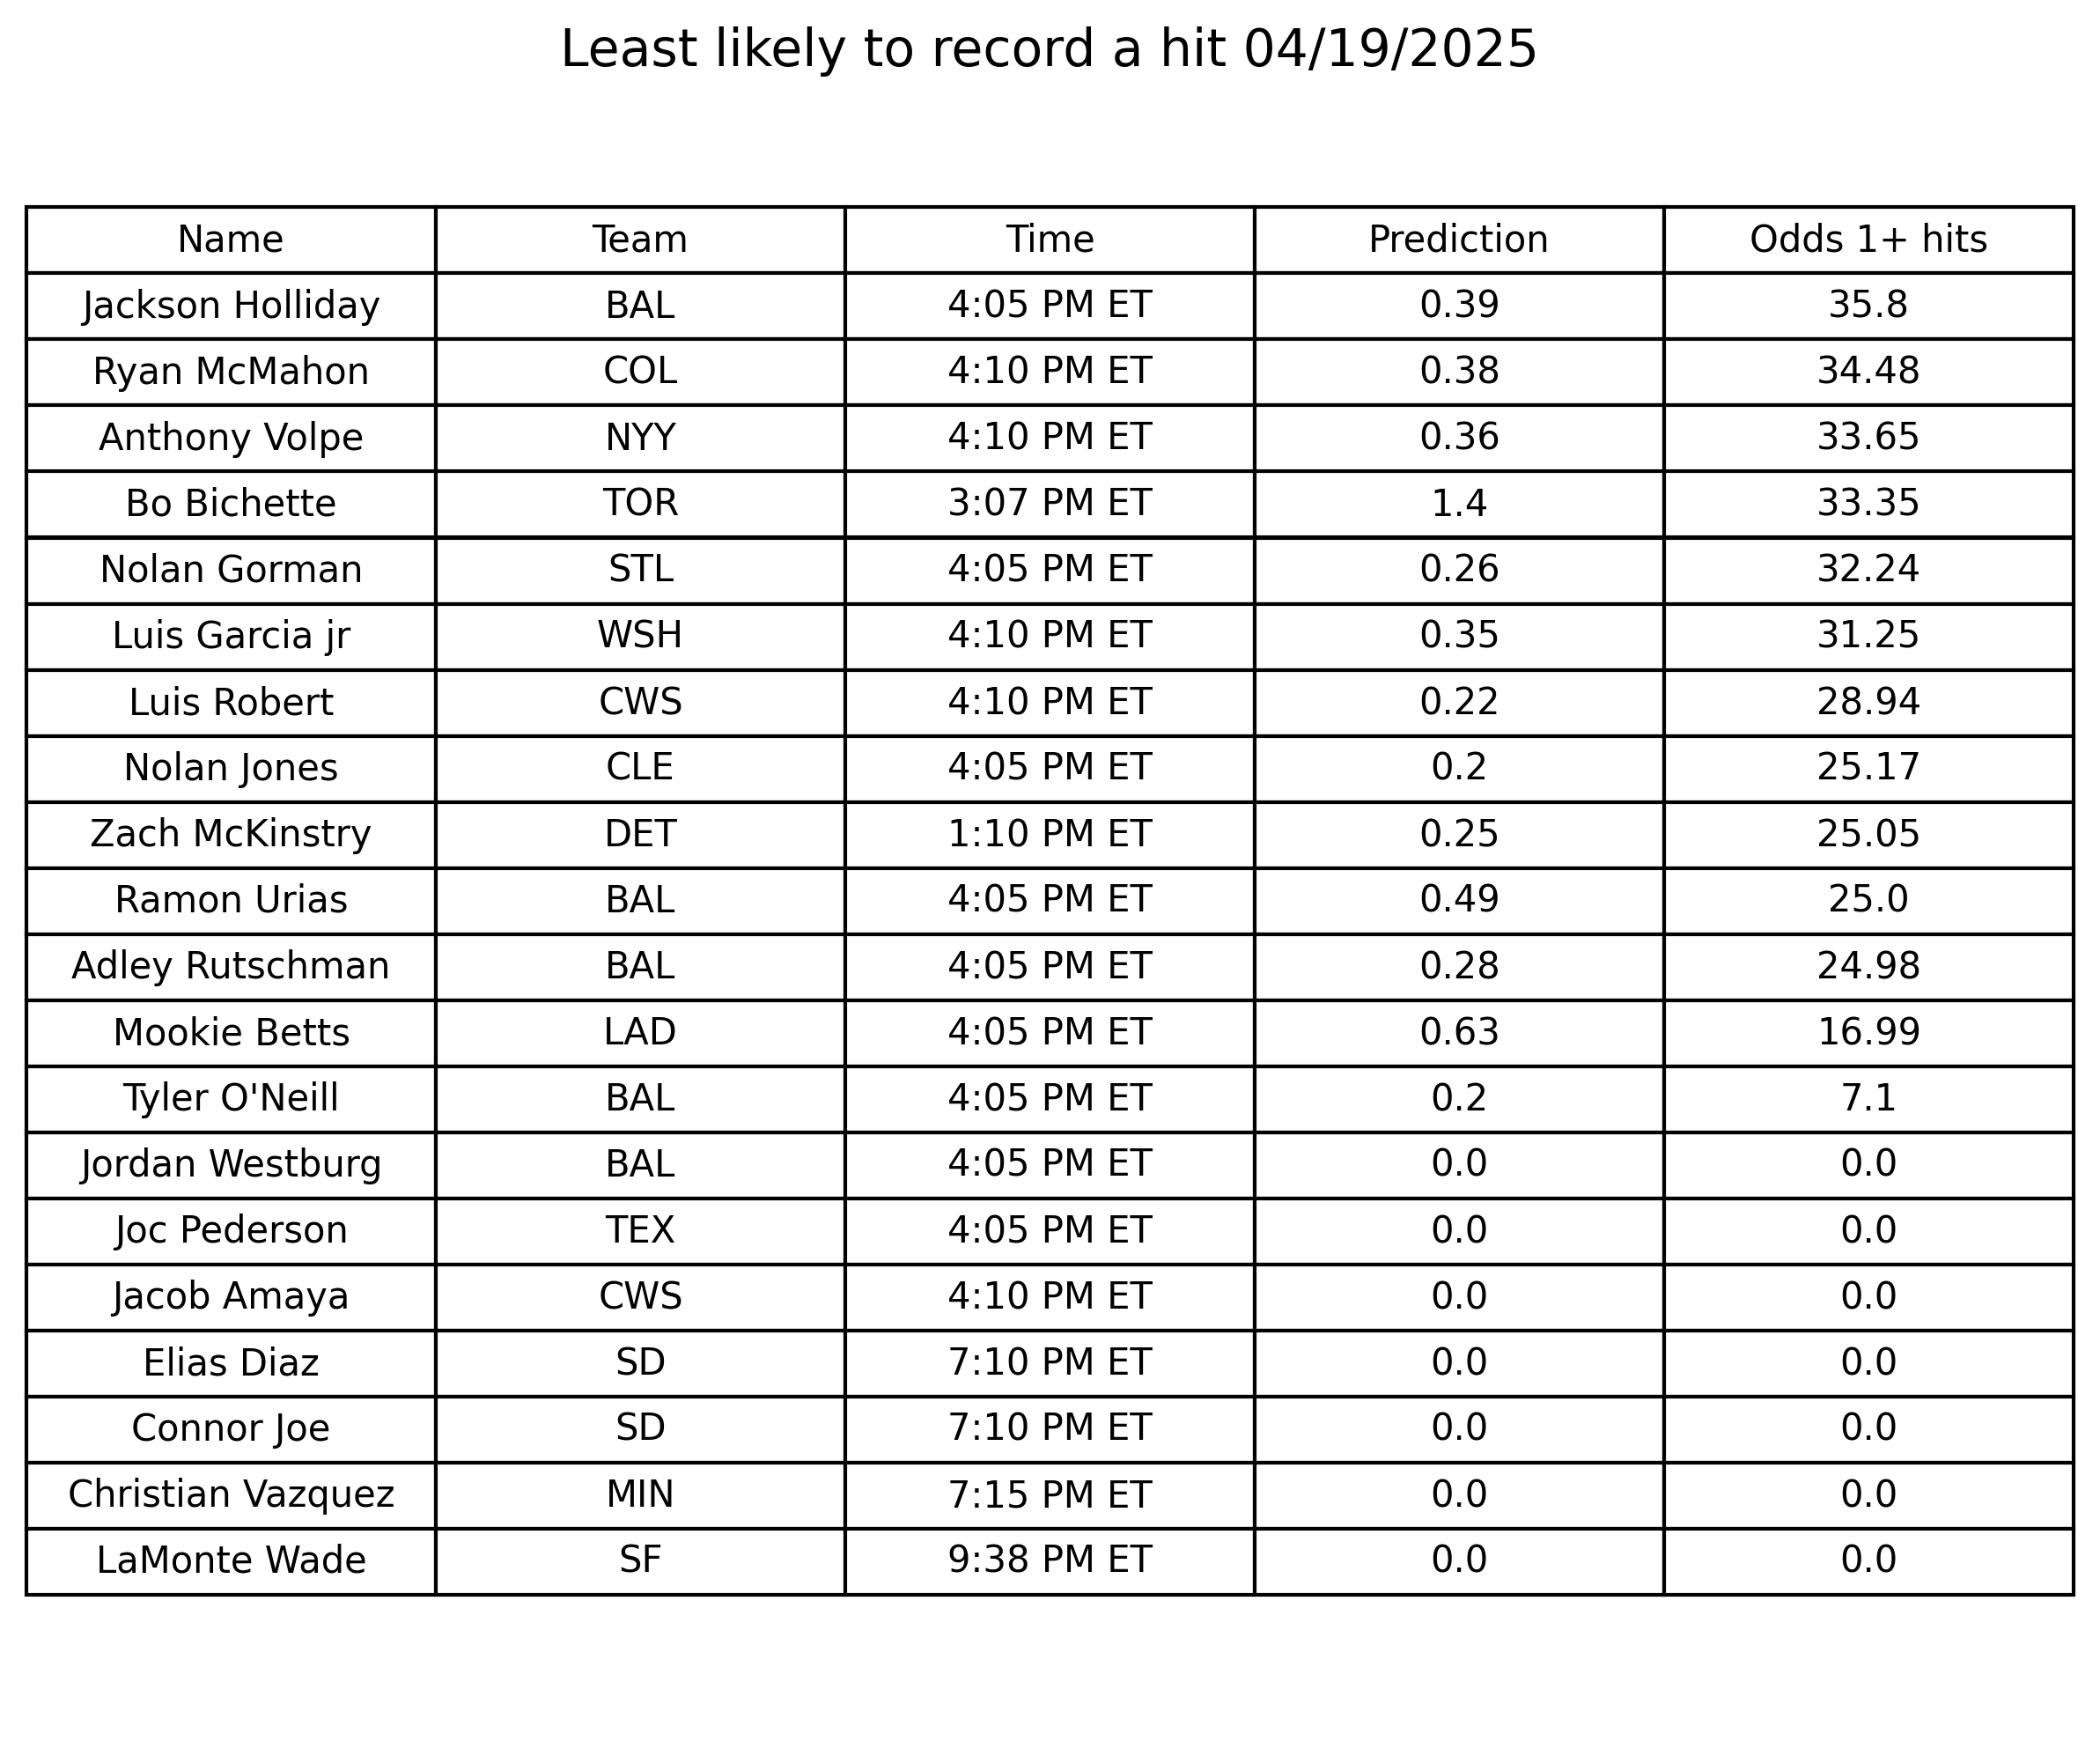 Least likely to record a hit 04/19/2025
Name Team Time Prediction Odds 1+ hits
Jackson Holliday BAL 4:05 PM ET 0.39 35.8
Ryan McMahon COL 4:10 PM ET 0.38 34.48
Anthony Volpe NYY 4:10 PM ET 0.36 33.65
Bo Bichette TOR 3:07 PM ET 1.4 33.35
Nolan Gorman STL 4:05 PM ET 0.26 32.24
Luis Garcia jr WSH 4:10 PM ET 0.35 31.25
Luis Robert CWS 4:10 PM ET 0.22 28.94
Nolan Jones CLE 4:05 PM ET 0.2 25.17
Zach McKinstry DET 1:10 PM ET 0.25 25.05
Ramon Urias BAL 4:05 PM ET 0.49 25.0
Adley Rutschman BAL 4:05 PM ET 0.28 24.98
Mookie Betts LAD 4:05 PM ET 0.63 16.99
Tyler O'Neill BAL 4:05 PM ET 0.2 7.1
Jordan Westburg BAL 4:05 PM ET 0.0 0.0
Joc Pederson TEX 4:05 PM ET 0.0 0.0
Jacob Amaya CWS 4:10 PM ET 0.0 0.0
Elias Diaz SD 7:10 PM ET 0.0 0.0
Connor Joe SD 7:10 PM ET 0.0 0.0
Christian Vazquez MIN 7:15 PM ET 0.0 0.0
LaMonte Wade SF 9:38 PM ET 0.0 0.0